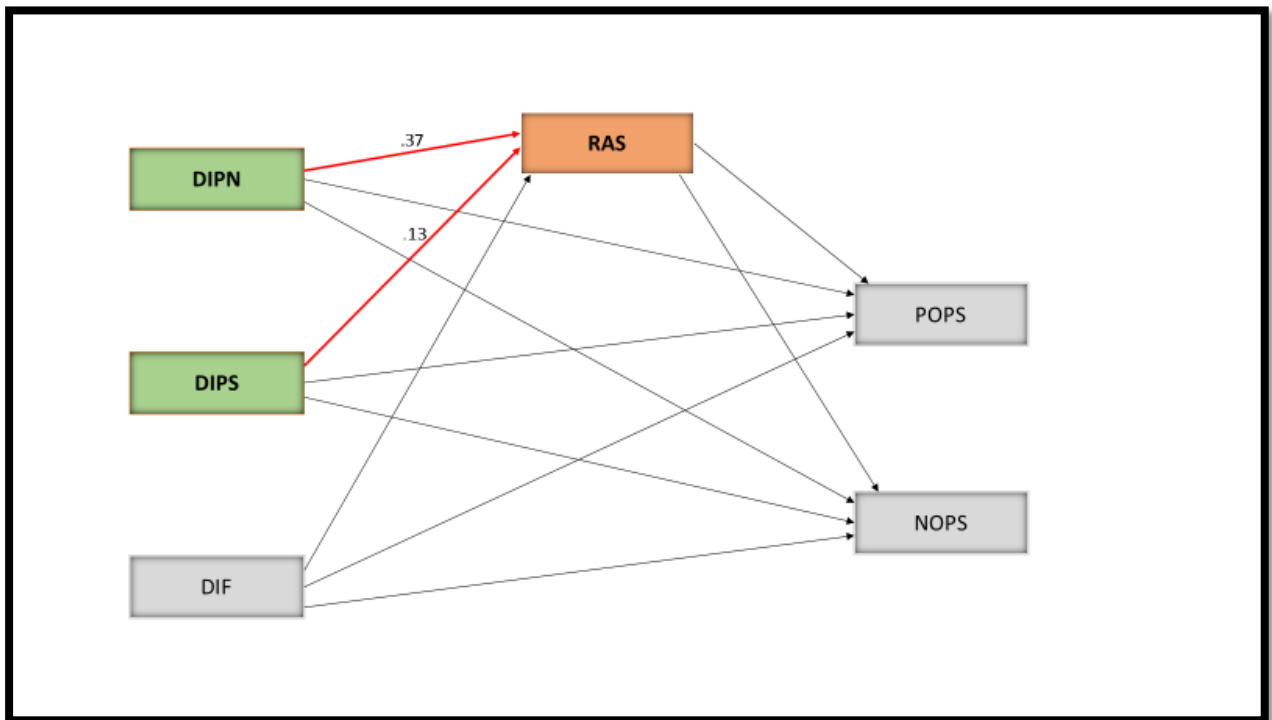 .37
RAS
DIPN
.13
POPS
DIPS
NOPS
DIF